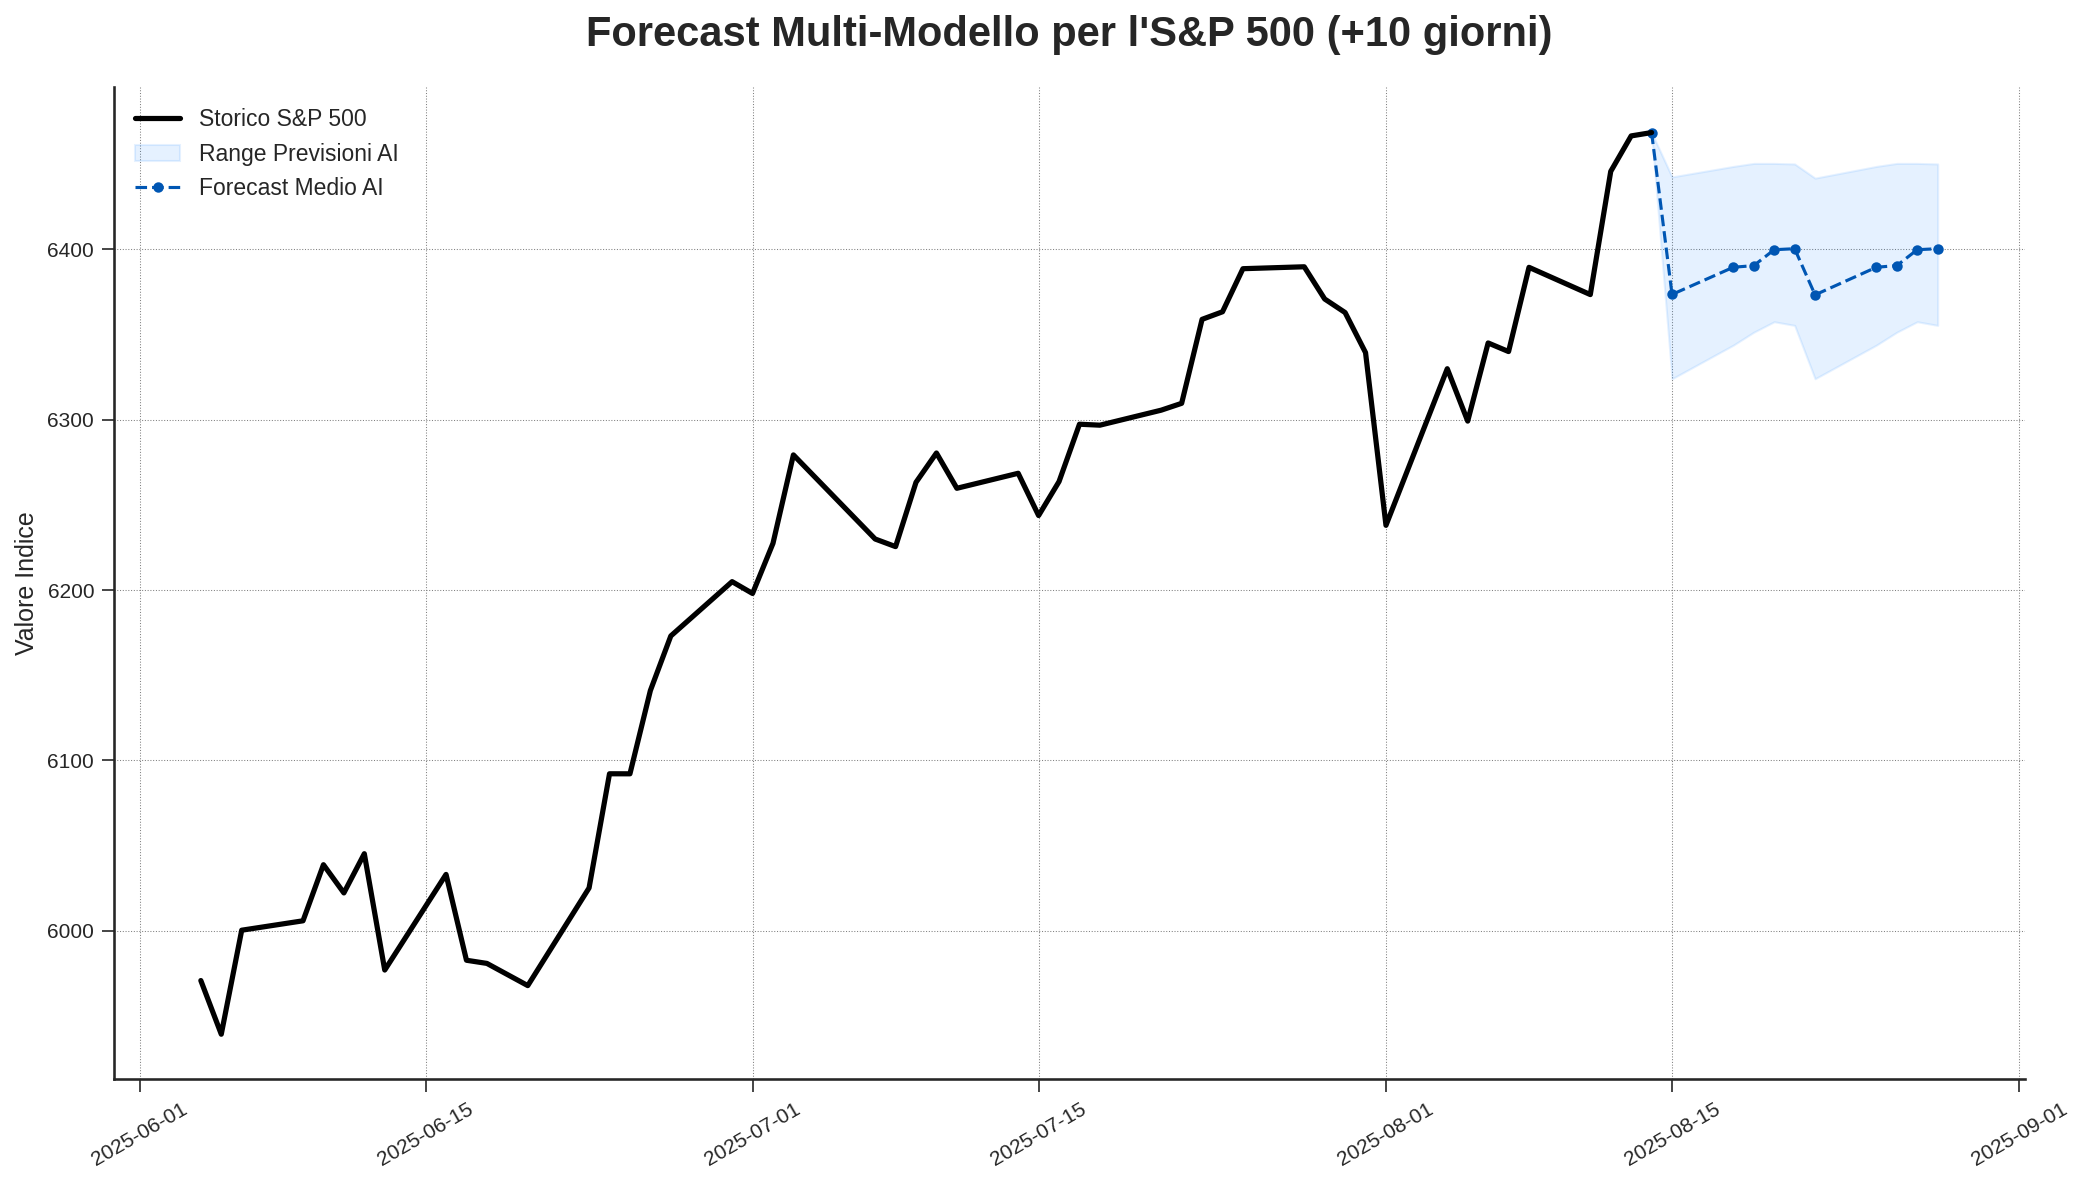 Forecast Multi-Modello per l'S&P 500 (+10 giorni)
Storico S&P 500
Range Previsioni AI
Forecast Medio AI
Valore Indice
6400
6300
6200
6100
6000
2025-06-01
2025-06-15
2025-07-01
2025-07-15
2025-08-01
2025-08-15
2025-09-01